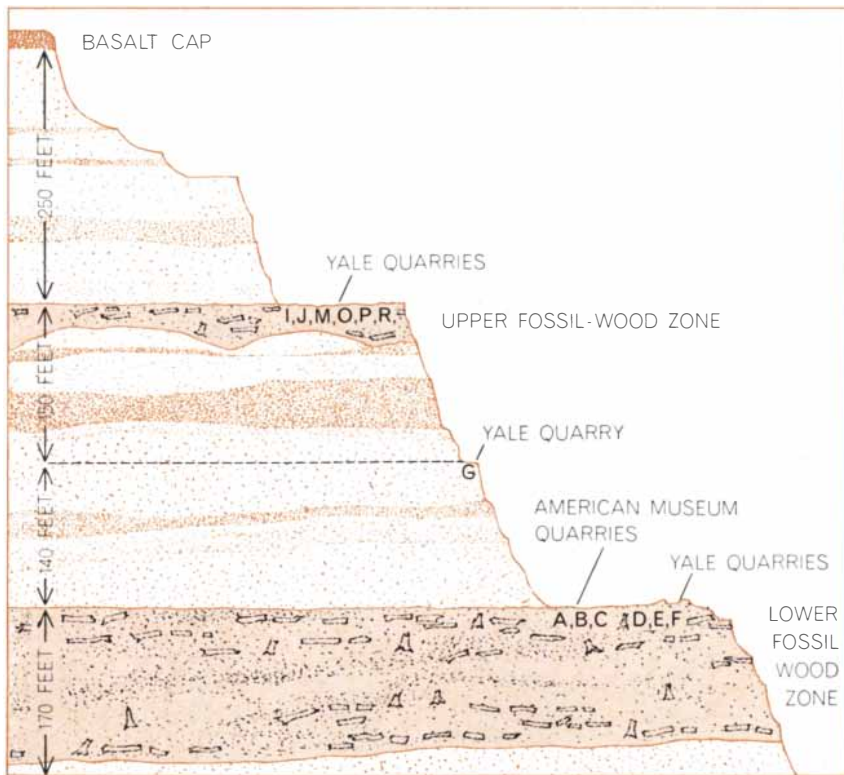 BASALT CAP
250 FEET
YALE QUARRIES
I,J,M,O,P,R,
UPPER FOSSIL-WOOD ZONE
150 FEET
YALE QUARRY
G
140 FEET
AMERICAN MUSEUM
QUARRIES
YALE QUARRIES
A,B,C
D,E,F
LOWER
FOSSIL
WOOD
ZONE
170 FEET